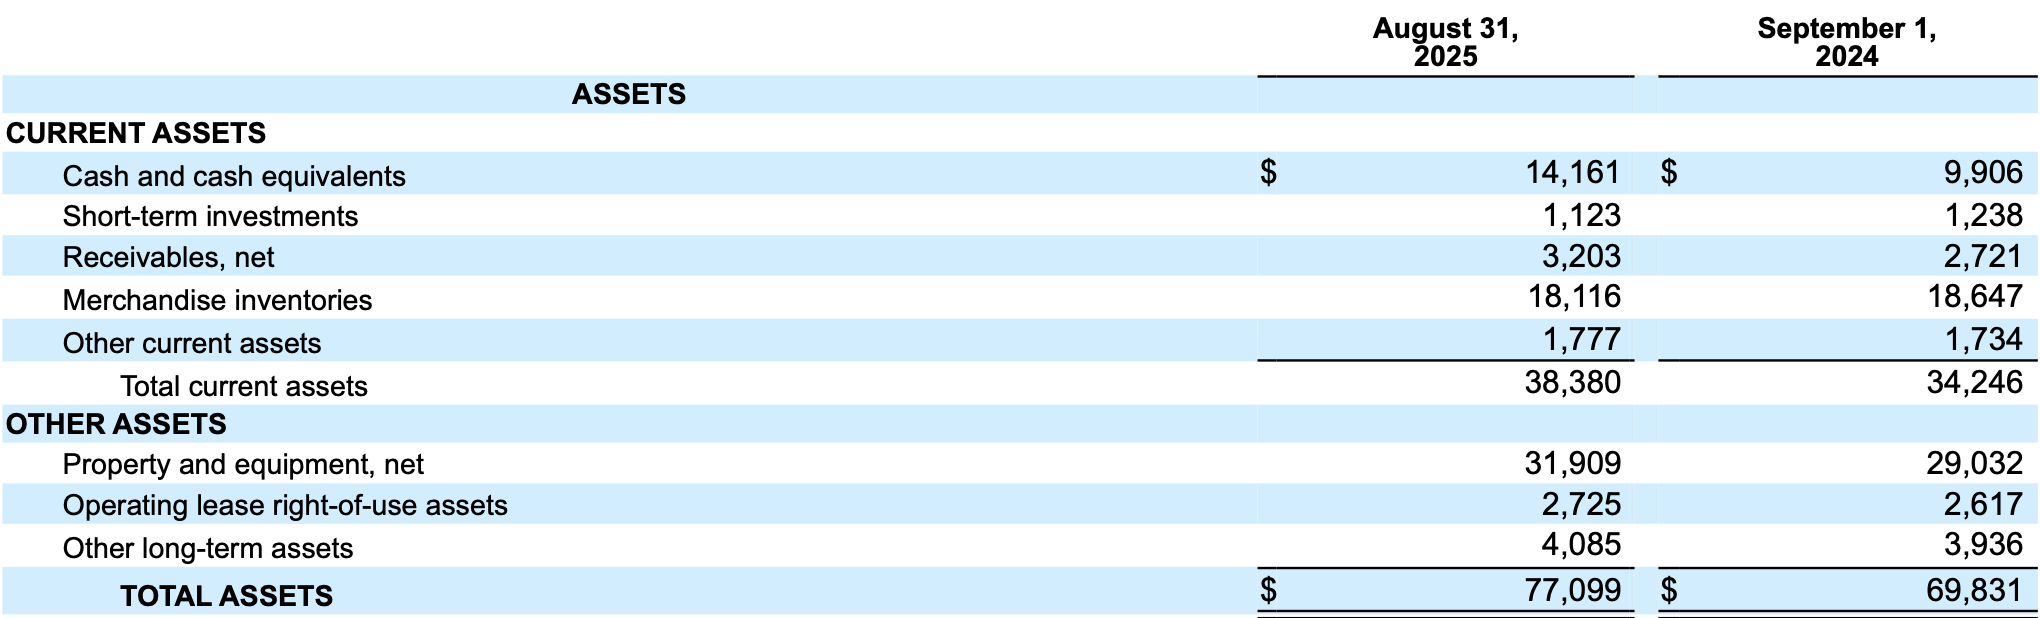 August 31, 2025 September 1, 2024
ASSETS
CURRENT ASSETS
Cash and cash equivalents $ 14,161 $ 9,906
Short-term investments 1,123 1,238
Receivables, net 3,203 2,721
Merchandise inventories 18,116 18,647
Other current assets 1,777 1,734
Total current assets 38,380 34,246
OTHER ASSETS
Property and equipment, net 31,909 29,032
Operating lease right-of-use assets 2,725 2,617
Other long-term assets 4,085 3,936
TOTAL ASSETS $ 77,099 $ 69,831